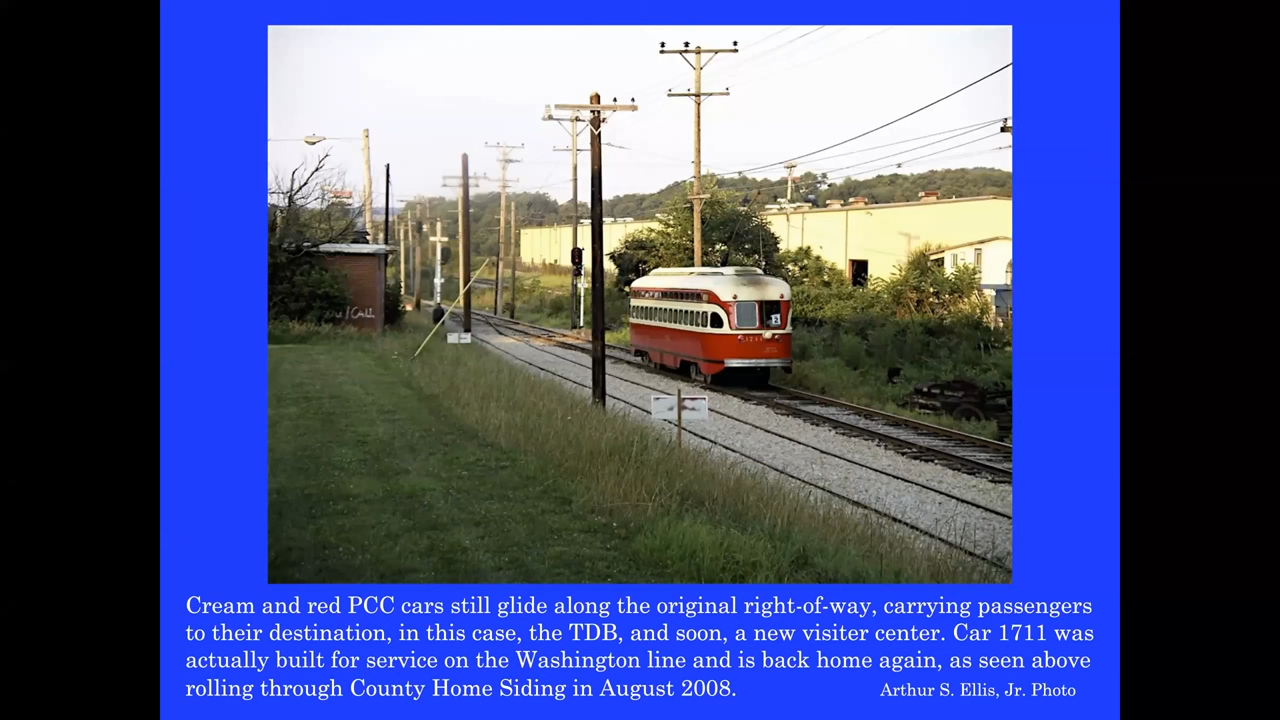 Cream and red PCC cars still glide along the original right-of-way, carrying passengers
to their destination, in this case, the TDB, and soon, a new visiter center. Car 1711 was
actually built for service on the Washington line and is back home again, as seen above
rolling through County Home Siding in August 2008.
Arthur S. Ellis, Jr. Photo